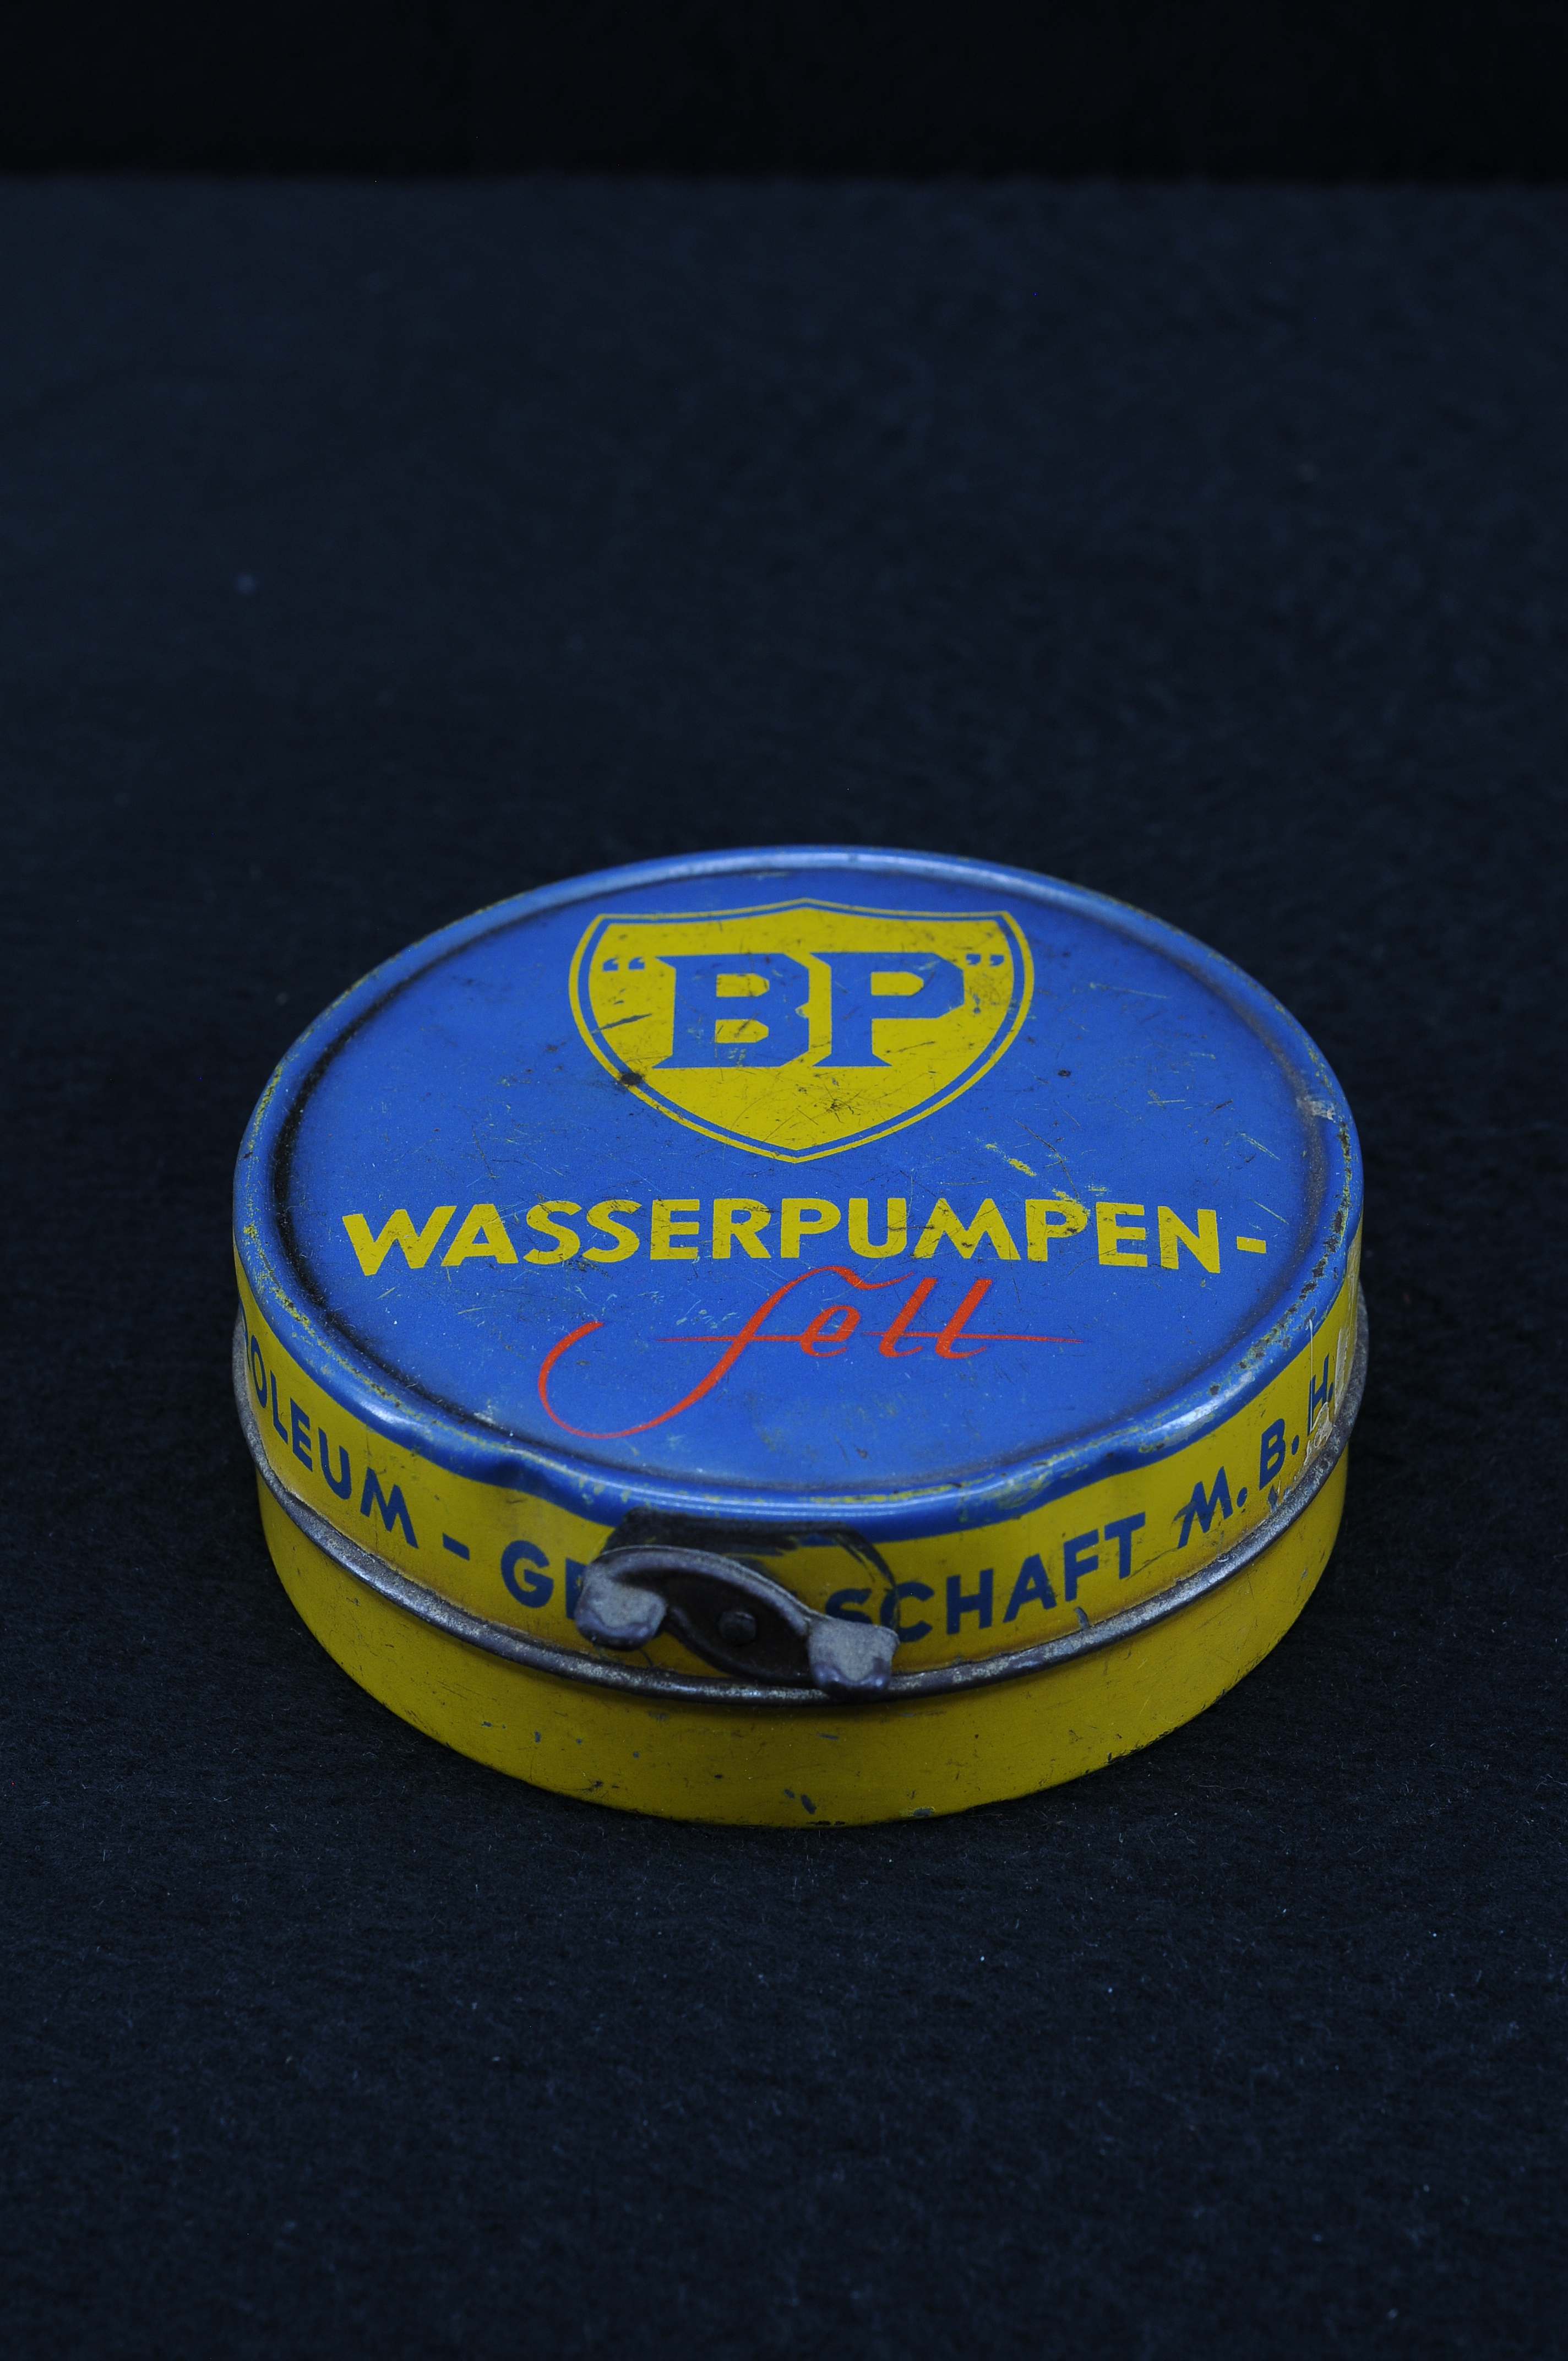 "BP"
WASSERPUMPEN-
fett
OLEUM - GE SCHAFT M.B.H.